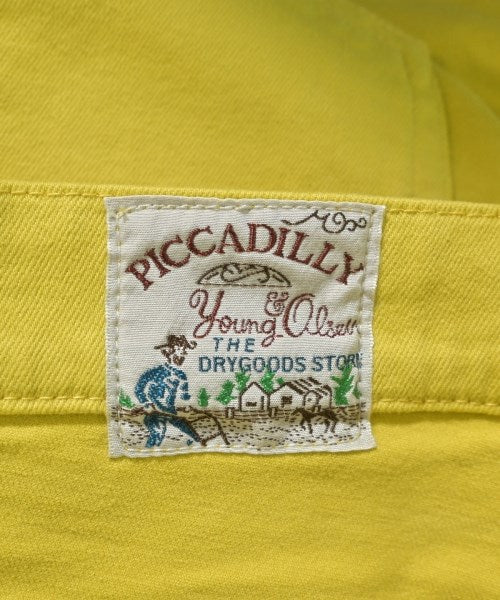 PICCADILLY
&
Young Olsen
THE
DRYGOODS STORE